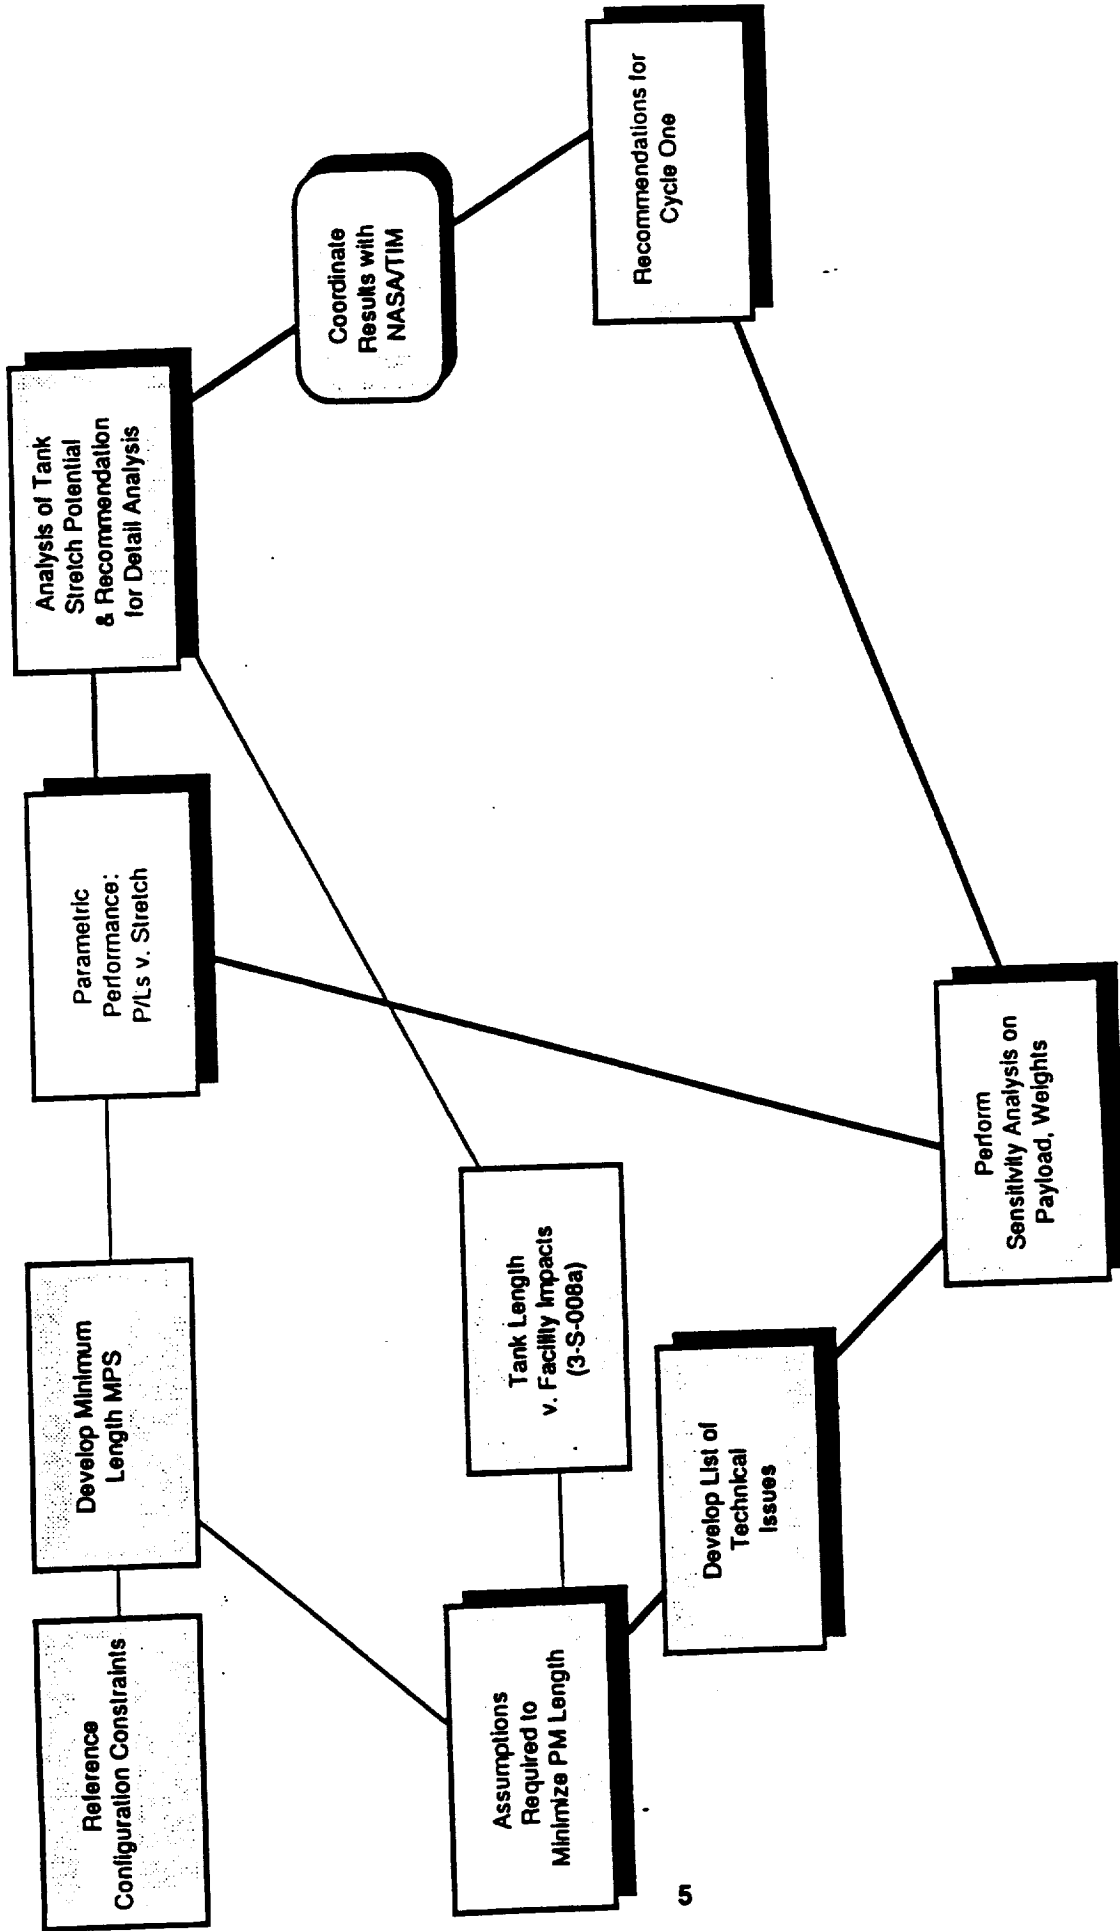 Reference
Configuration Constraints
Develop Minimum
Length MPS
Parametric
Performance:
P/Ls v. Stretch
Analysis of Tank
Stretch Potential
& Recommendation
for Detail Analysis
Coordinate
Results with
NASA/TIM
Assumptions
Required to
Minimize PM Length
Tank Length
v. Facility Impacts
(3-S-008a)
Develop List of
Technical
Issues
Perform
Sensitivity Analysis on
Payload, Weights
Recommendations for
Cycle One
5